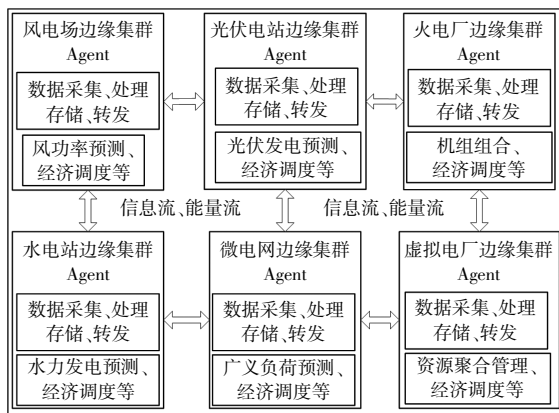 风电场边缘集群
Agent
数据采集、处理
存储、转发
风功率预测、
经济调度等
光伏电站边缘集群
Agent
数据采集、处理
存储、转发
光伏发电预测、
经济调度等
火电厂边缘集群
Agent
数据采集、处理
存储、转发
机组组合、
经济调度等
信息流、能量流
信息流、能量流
水电站边缘集群
Agent
数据采集、处理
存储、转发
水力发电预测、
经济调度等
微电网边缘集群
Agent
数据采集、处理
存储、转发
广义负荷预测、
经济调度等
虚拟电厂边缘集群
Agent
数据采集、处理
存储、转发
资源聚合管理、
经济调度等